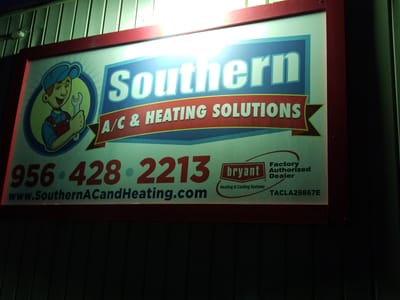 Southern
A/C & HEATING SOLUTIONS
956 • 428 • 2213
www.SouthernACandHeating.com
bryant
Heating & Cooling Systems
Factory
Authorized
Dealer
TACLA29867E